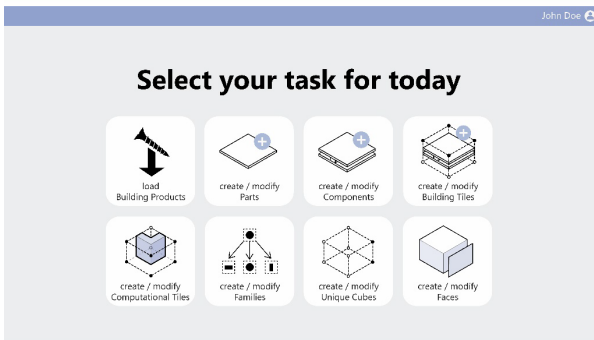 John Doe
Select your task for today
load
Building Products
create / modify
Parts
create / modify
Components
create / modify
Building Tiles
create / modify
Computational Tiles
create / modify
Families
create / modify
Unique Cubes
create / modify
Faces